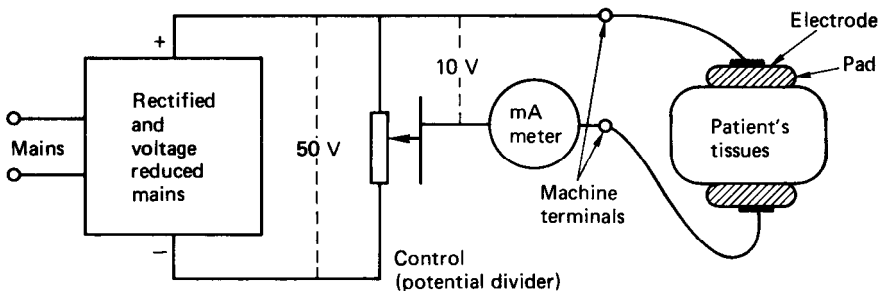 +
Rectified
and
voltage
reduced
mains
Mains
−
50 V
10 V
mA
meter
Control
(potential divider)
Machine
terminals
Electrode
Pad
Patient's
tissues